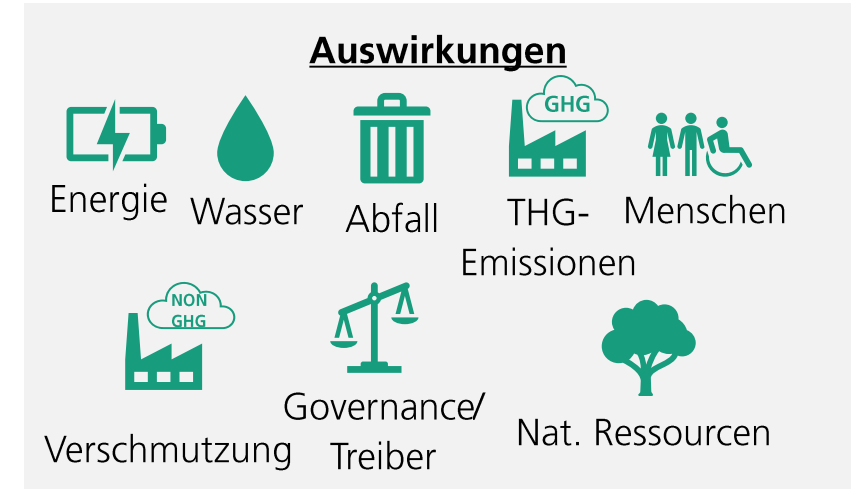 Auswirkungen
GHG
Energie
Wasser
Abfall
THG-
Emissionen
Menschen
NON
GHG
Verschmutzung
Governance/
Treiber
Nat. Ressourcen